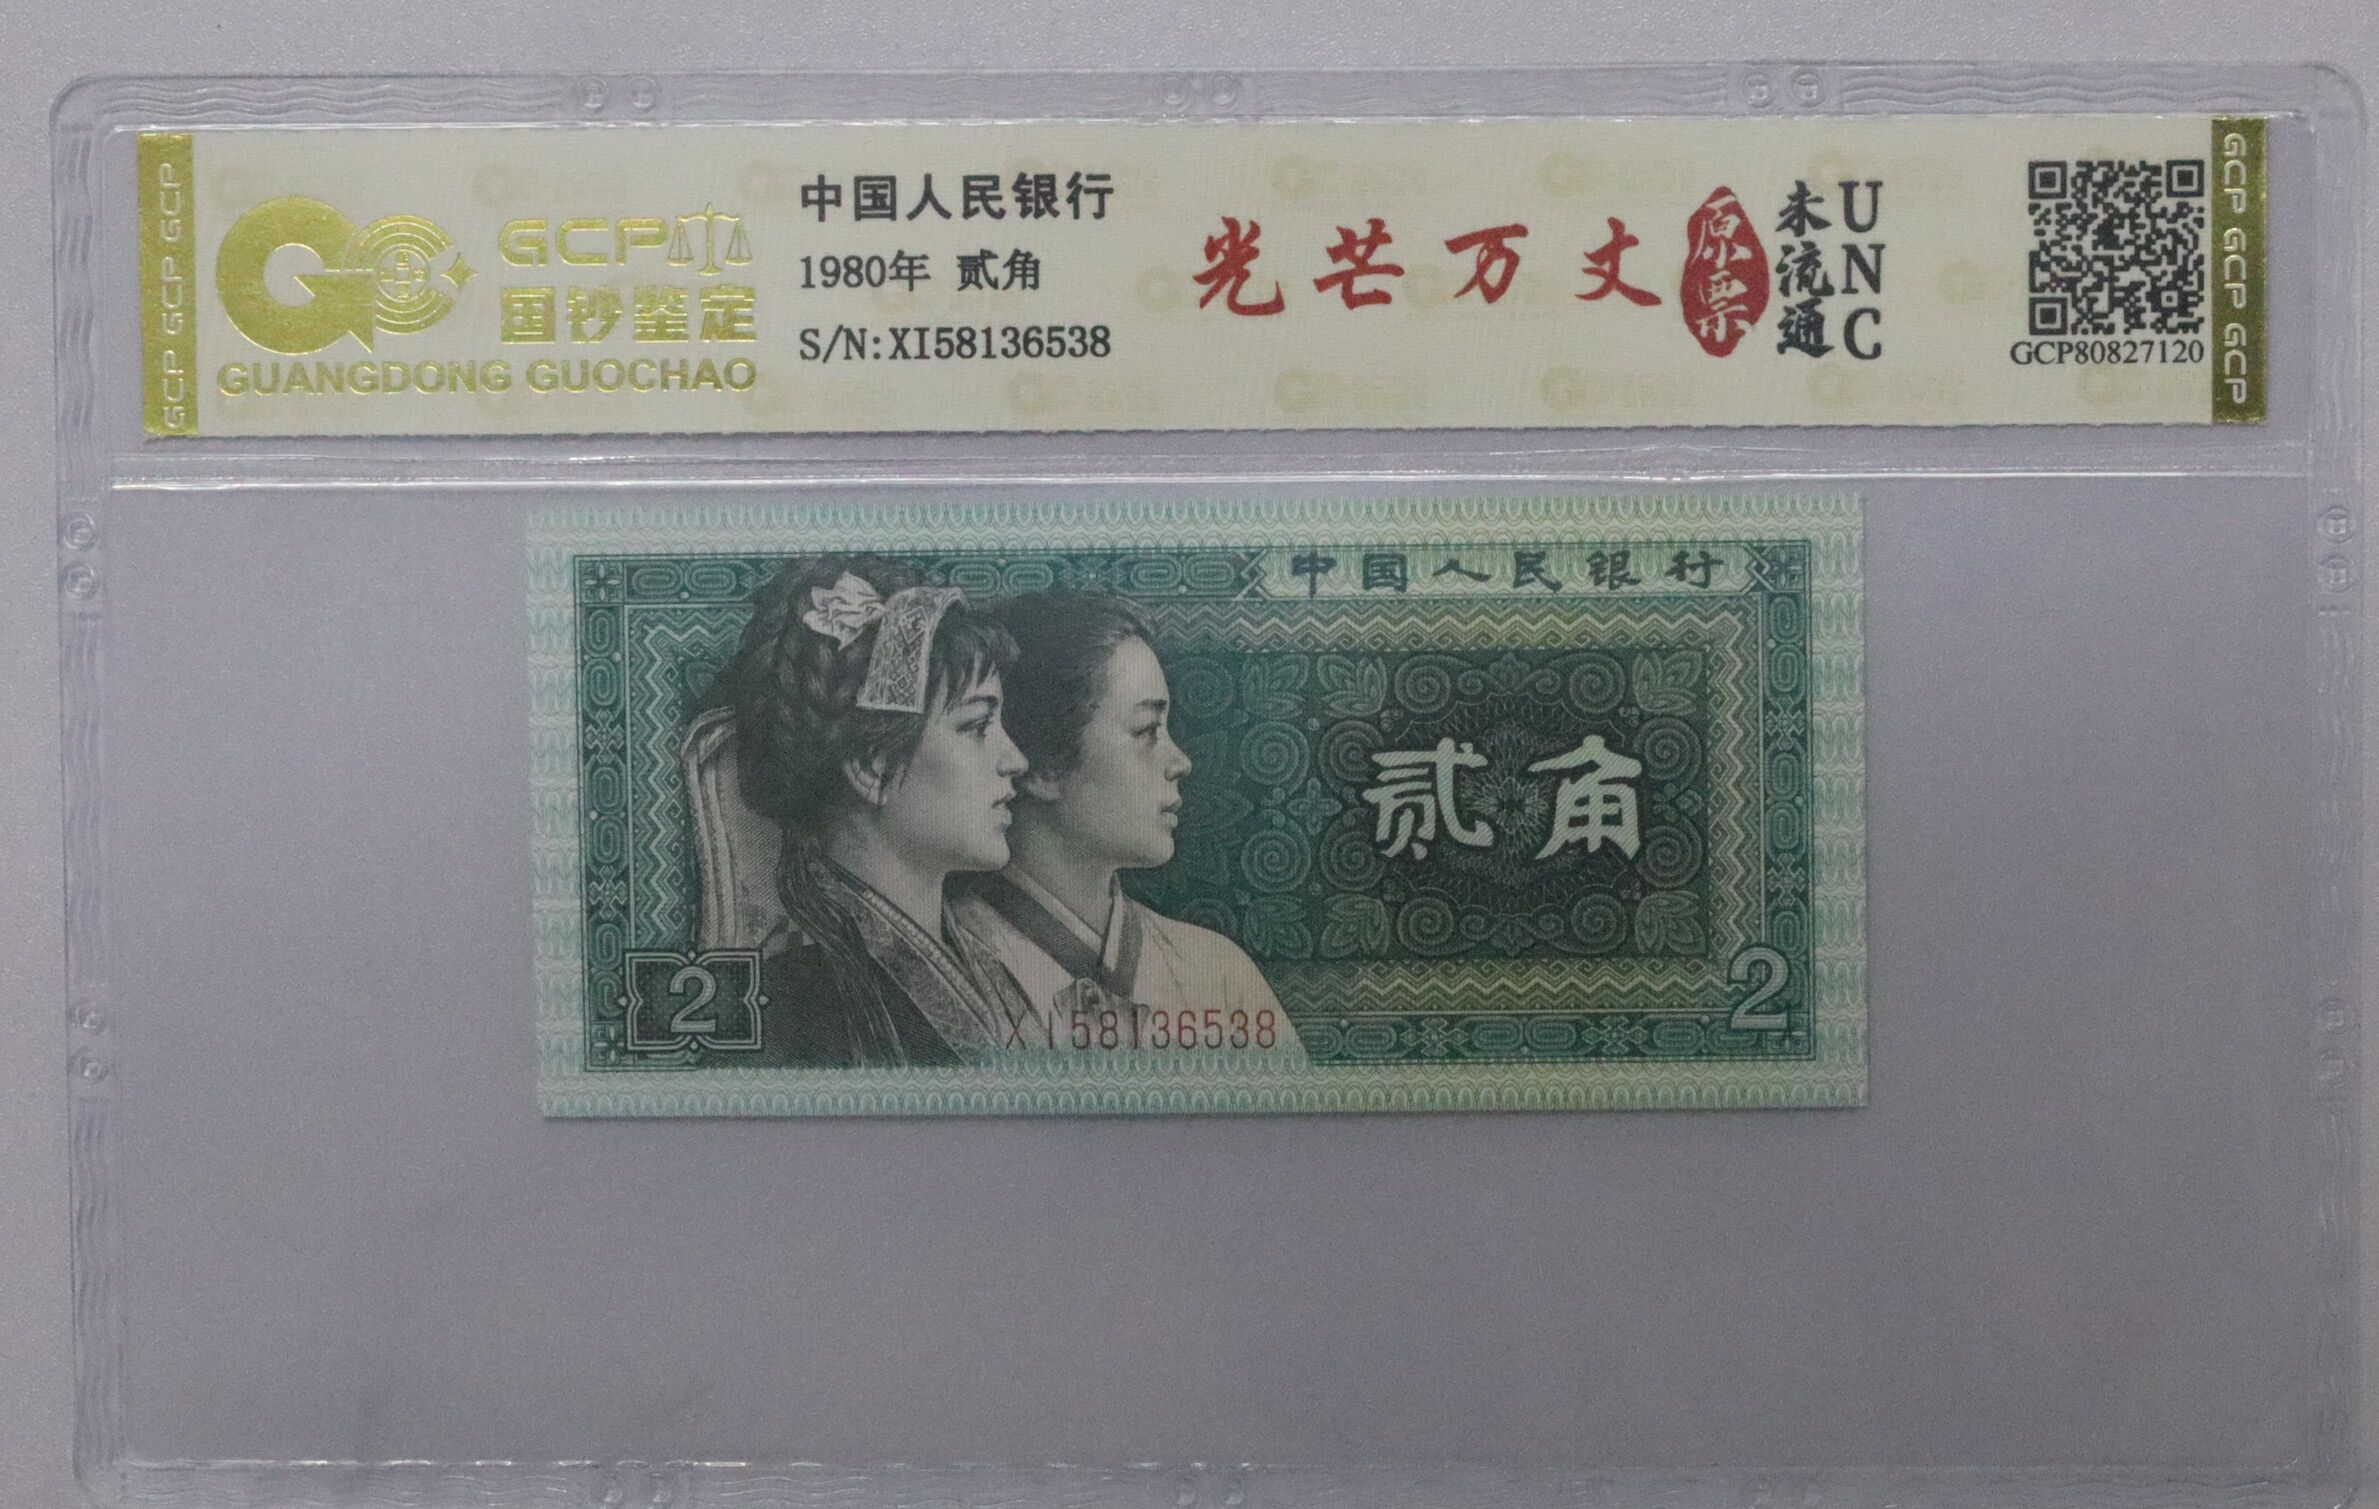 GCP GCP GCP
GCP
国钞鉴定
GUANGDONG GUOCHAO
中国人民银行
1980年 贰角
S/N:XI58136538
光芒万丈
原票
未流通
UNC
GCP80827120
GCP GCP GCP
中国人民银行
贰角
2
XI58136538
2